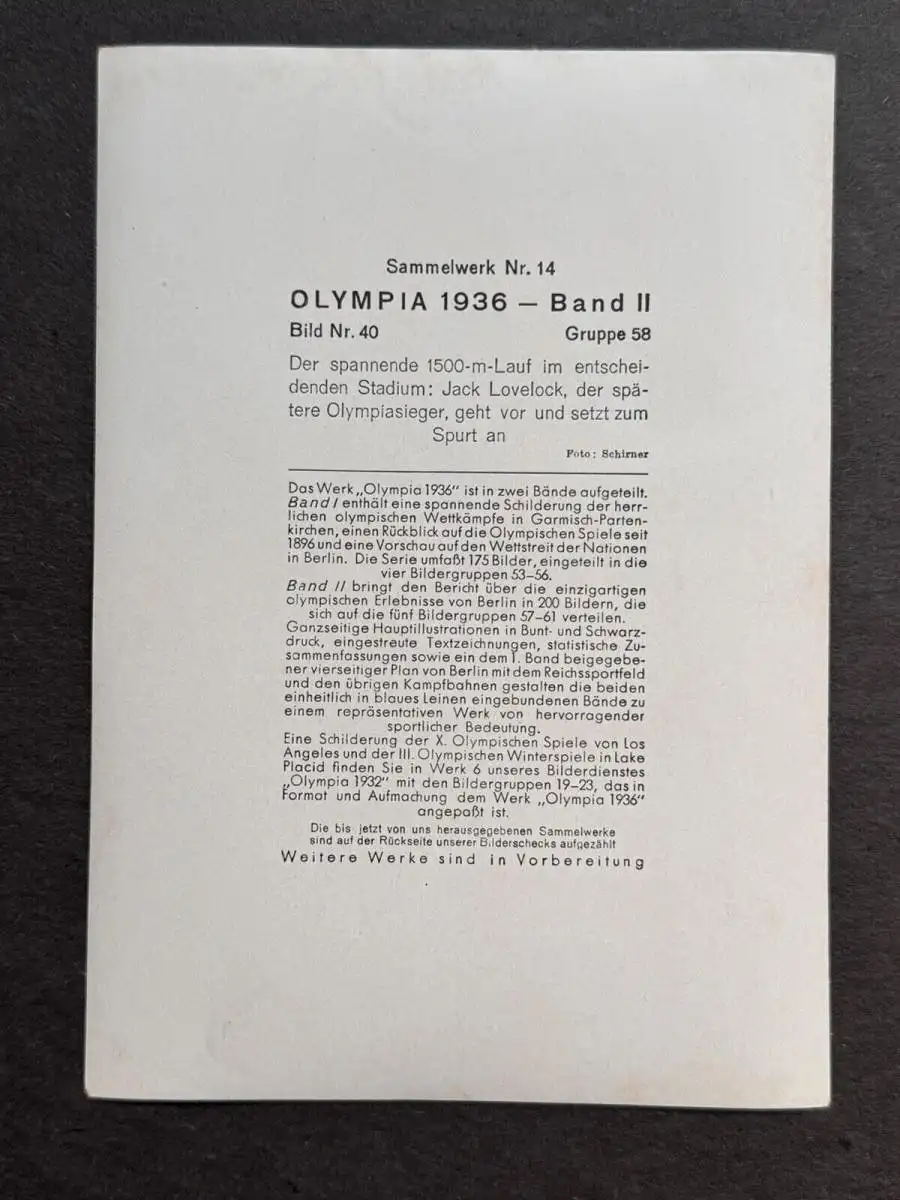 Sammelwerk Nr. 14
OLYMPIA 1936 — Band II
Bild Nr. 40 Gruppe 58
Der spannende 1500-m-Lauf im entschei-
denden Stadium: Jack Lovelock, der spä-
tere Olympiasieger, geht vor und setzt zum
Spurt an
Foto: Schirner
Das Werk „Olympia 1936“ ist in zwei Bände aufgeteilt.
Band I enthält eine spannende Schilderung der herr-
lichen olympischen Wettkämpfe in Garmisch-Parten-
kirchen, einen Rückblick auf die Olympischen Spiele seit
1896 und eine Vorschau auf den Wettstreit der Nationen
in Berlin. Die Serie umfaßt 175 Bilder, eingeteilt in die
vier Bildergruppen 53—56.
Band II bringt den Bericht über die einzigartigen
olympischen Erlebnisse von Berlin in 200 Bildern, die
sich auf die fünf Bildergruppen 57—61 verteilen.
Ganzseitige Hauptillustrationen in Bunt- und Schwarz-
druck, eingestreute Textzeichnungen, statistische Zu-
sammenfassungen sowie ein dem I. Band beigegebe-
ner vierseitiger Plan von Berlin mit dem Reichssportfeld
und den übrigen Kampfbahnen gestalten die beiden
einheitlich in blaues Leinen eingebundenen Bände zu
einem repräsentativen Werk von hervorragender
sportlicher Bedeutung.
Eine Schilderung der X. Olympischen Spiele von Los
Angeles und der III. Olympischen Winterspiele in Lake
Placid finden Sie in Werk 6 unseres Bilderdienstes
„Olympia 1932“ mit den Bildergruppen 19—23, das in
Format und Aufmachung dem Werk „Olympia 1936“
angepaßt ist.
Die bis jetzt von uns herausgegebenen Sammelwerke
sind auf der Rückseite unserer Bilderschecks aufgezählt
Weitere Werke sind in Vorbereitung